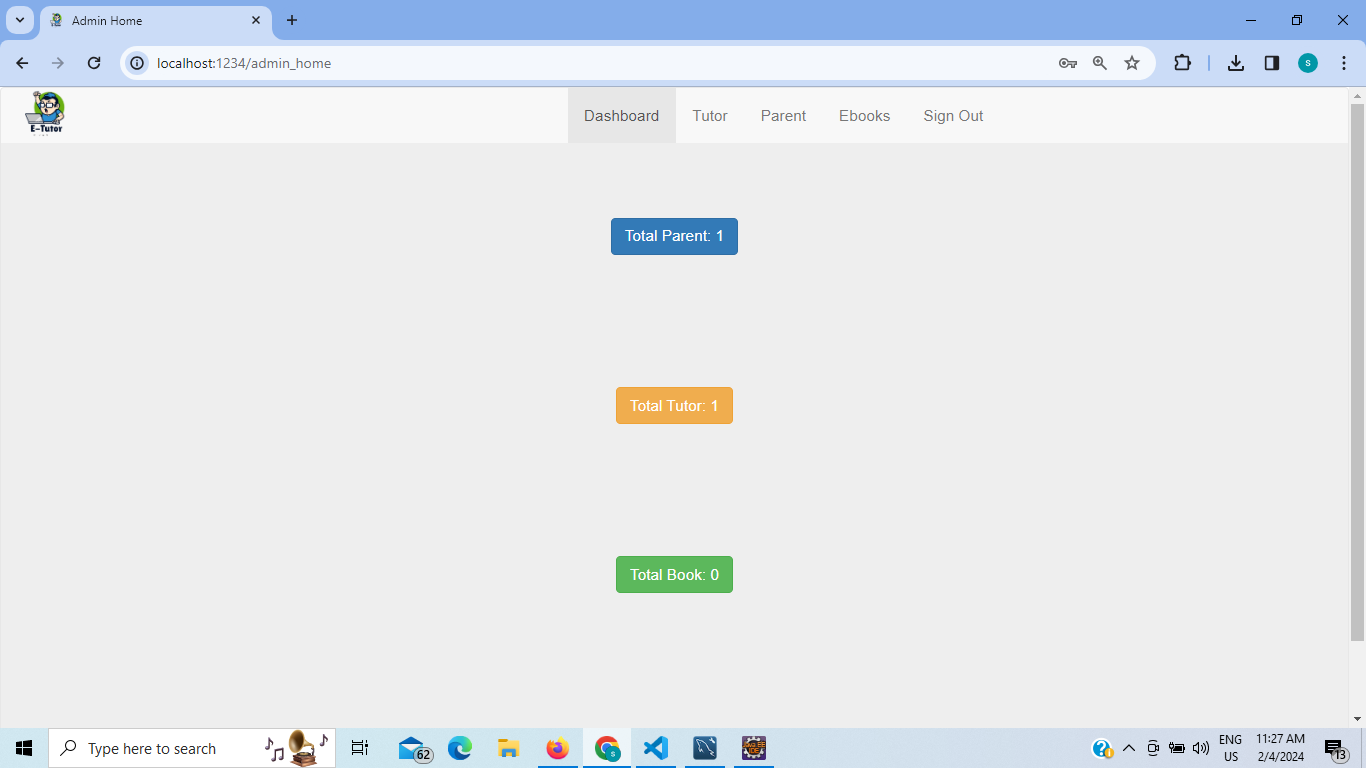 Admin Home
localhost:1234/admin_home
s
E-Tutor
Dashboard Tutor Parent Ebooks Sign Out
Total Parent: 1
Total Tutor: 1
Total Book: 0
Type here to search
62
S
ENG
US
11:27 AM
2/4/2024
13